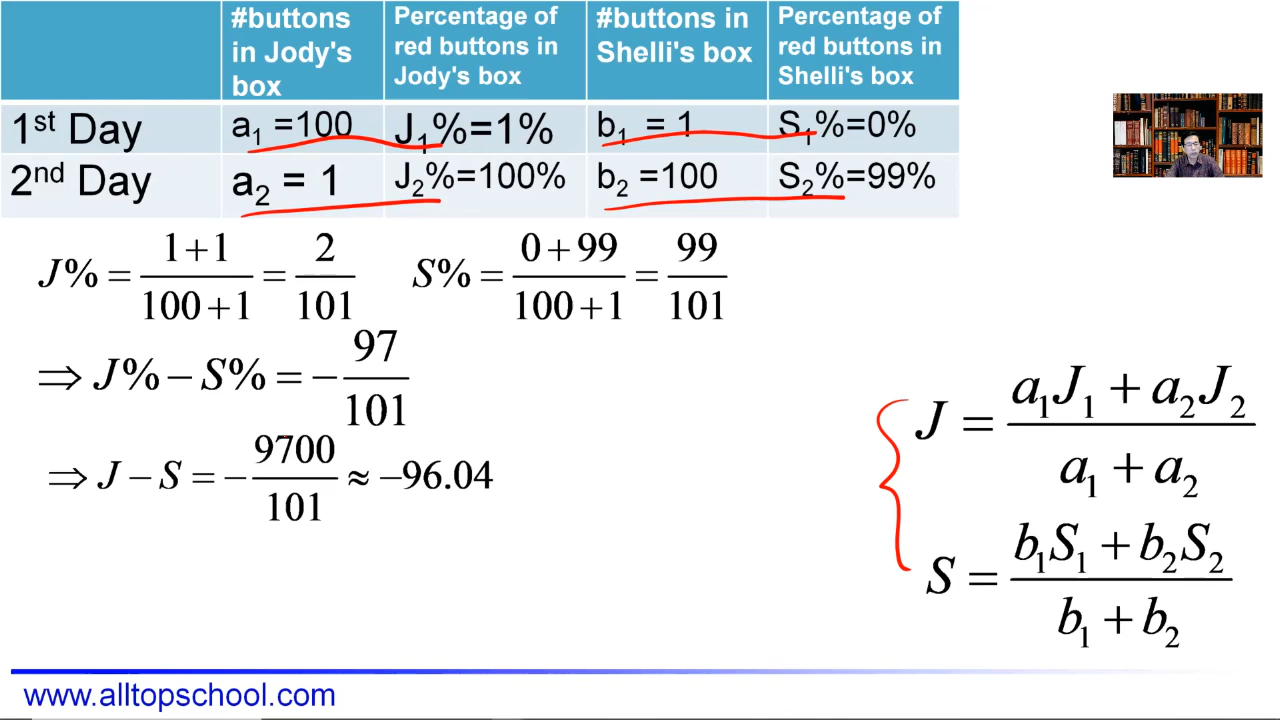 #buttons in Jody's box
Percentage of red buttons in Jody's box
#buttons in Shelli's box
Percentage of red buttons in Shelli's box
1st Day a1 =100 J1%=1% b1 = 1 S1%=0%
2nd Day a2 = 1 J2%=100% b2 =100 S2%=99%
J% = (1+1)/(100+1) = 2/101 S% = (0+99)/(100+1) = 99/101
⇒ J% − S% = −97/101
⇒ J − S = −9700/101 ≈ −96.04
J = (a1J1 + a2J2)/(a1 + a2)
S = (b1S1 + b2S2)/(b1 + b2)
www.alltopschool.com